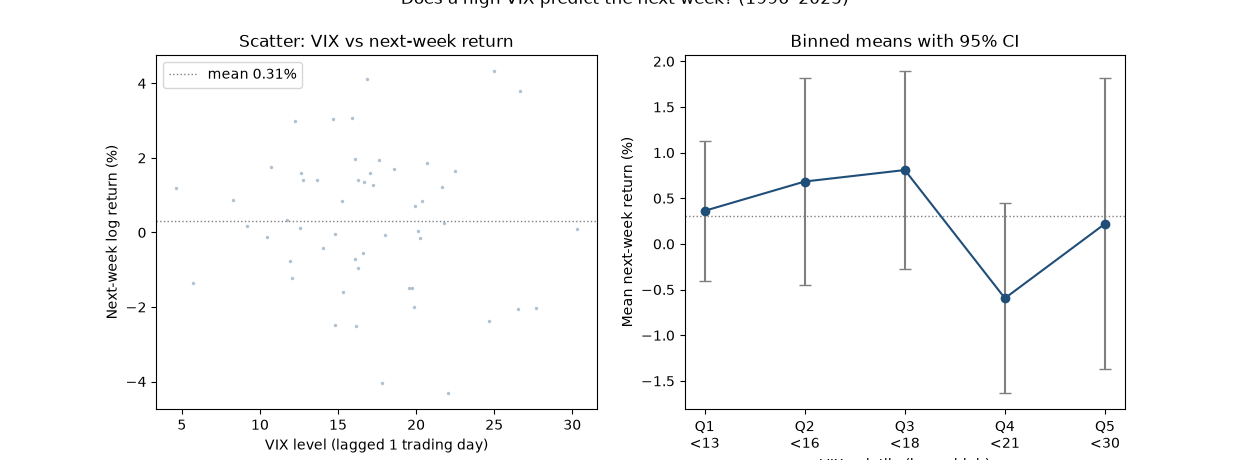 Does a high VIX predict the next week? (1990–2025)
Scatter: VIX vs next-week return
mean 0.31%
Next-week log return (%)
4
2
0
−2
−4
5 10 15 20 25 30
VIX level (lagged 1 trading day)
Binned means with 95% CI
Mean next-week return (%)
2.0
1.5
1.0
0.5
0.0
−0.5
−1.0
−1.5
Q1 Q2 Q3 Q4 Q5
<13 <16 <18 <21 <30